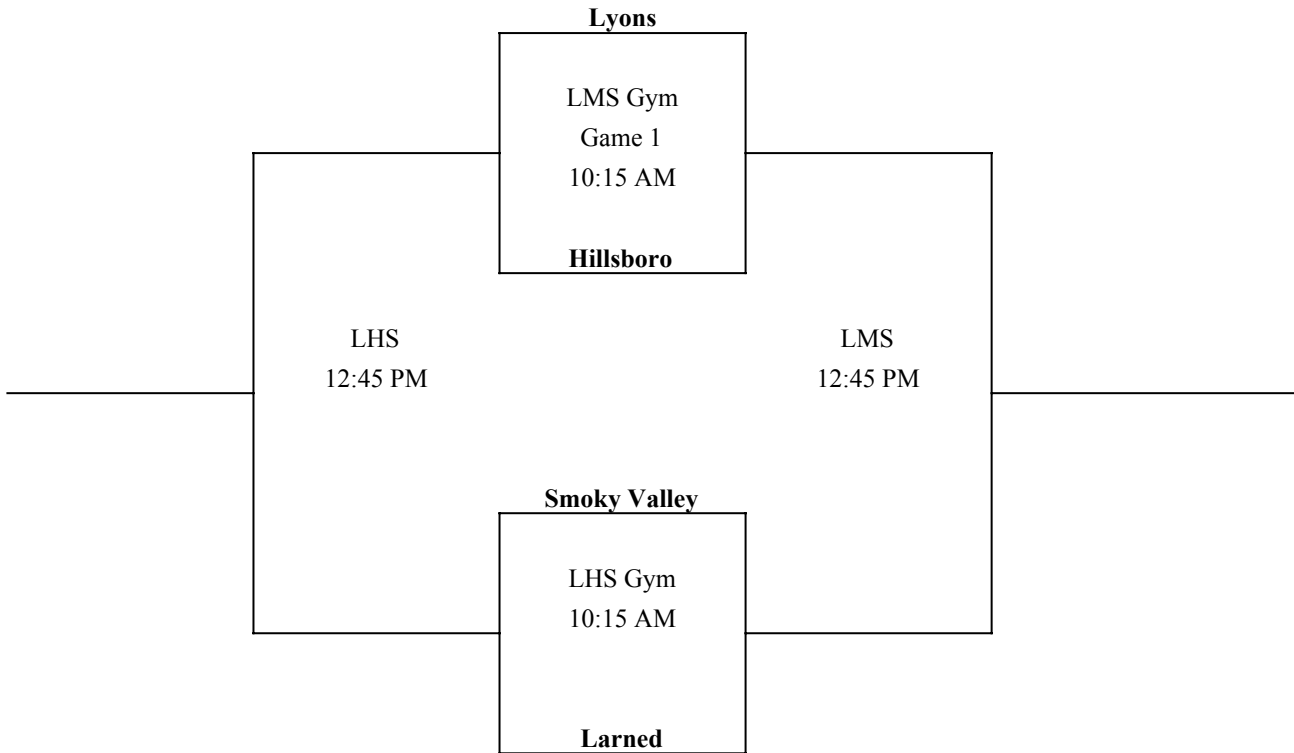 Lyons
LMS Gym
Game 1
10:15 AM
Hillsboro
LHS
12:45 PM
LMS
12:45 PM
Smoky Valley
LHS Gym
10:15 AM
Larned